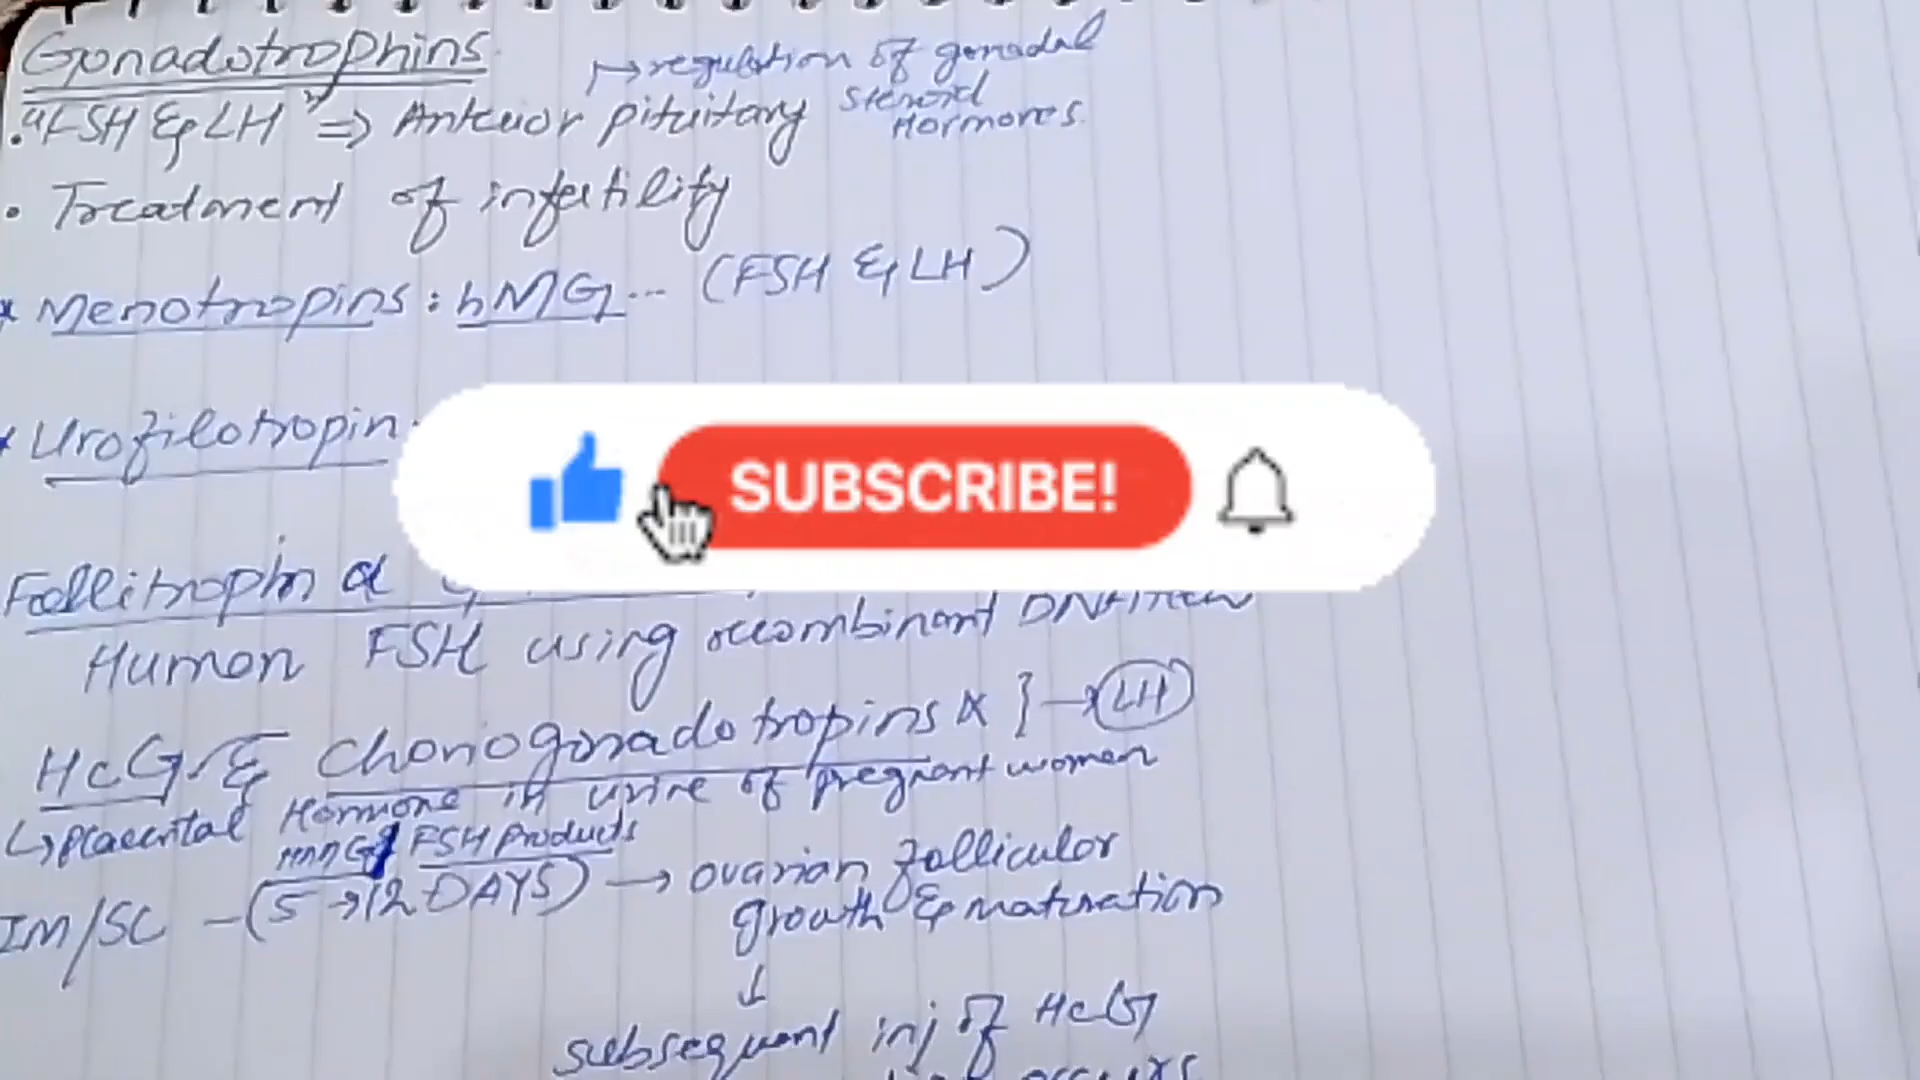 Gonadotrophins
↦ regulation of gonadal
steroid
Hormones.
• "FSH & LH" => Anterior pituitary
• Treatment of infertility
* Menotropins : hMG... (FSH & LH)
* Urofilotropin
SUBSCRIBE!
Follitropin α
Human FSH using recombinant DNA
HcG & choriogonadotropins α } → LH
↳ placental Hormone in urine of pregnant women
HMG/ FSH Products
IM/SC - (5 → 12 DAYS) → ovarian follicular
growth & maturation
↓
subsequent inj of HcG
occurs